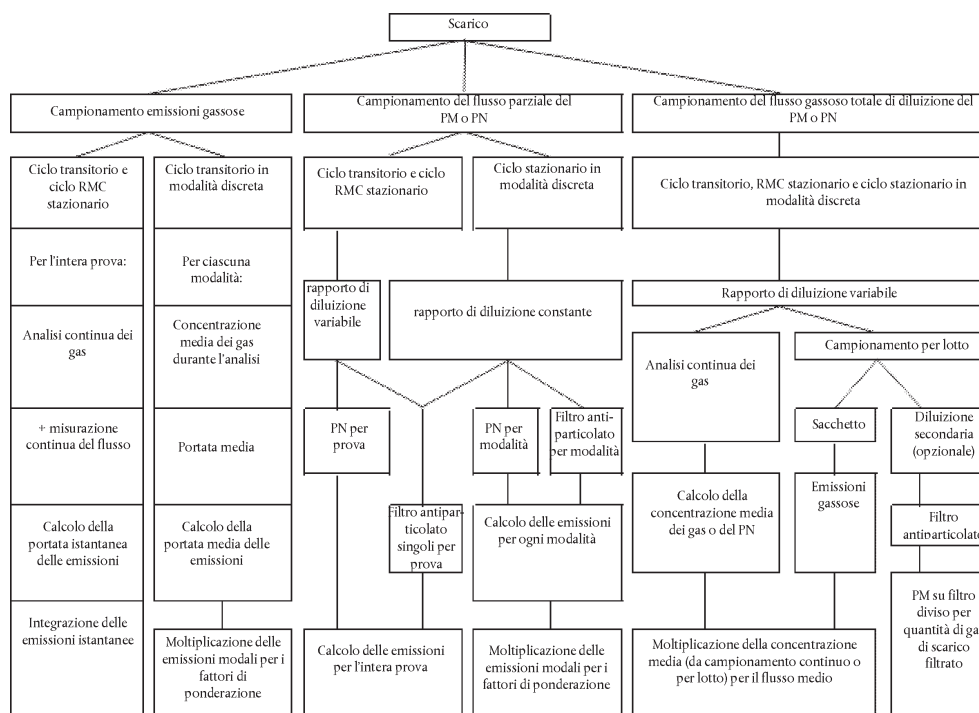 Scarico
Campionamento emissioni gassose
Campionamento del flusso parziale del
PM o PN
Campionamento del flusso gassoso totale di diluizione del
PM o PN
Ciclo transitorio e
ciclo RMC
stazionario
Ciclo transitorio in
modalità discreta
Ciclo transitorio e ciclo
RMC stazionario
Ciclo stazionario in
modalità discreta
Ciclo transitorio, RMC stazionario e ciclo stazionario in
modalità discreta
Per l'intera prova:
Per ciascuna
modalità:
rapporto di
diluizione
variabile
rapporto di diluizione constante
Rapporto di diluizione variabile
Analisi continua dei
gas
Concentrazione
media dei gas
durante l'analisi
Analisi continua dei
gas
Campionamento per lotto
+ misurazione
continua del flusso
Portata media
PN per
prova
PN per
modalità
Filtro anti-
particolato
per modalità
Sacchetto
Diluizione
secondaria
(opzionale)
Calcolo della
portata istantanea
delle emissioni
Calcolo della
portata media delle
emissioni
Filtro antipar-
ticolato
singoli per
prova
Calcolo delle emissioni
per ogni modalità
Calcolo della
concentrazione media
dei gas o del PN
Emissioni
gassose
Filtro
antiparticolato
Integrazione delle
emissioni istantanee
Moltiplicazione delle
emissioni modali per i
fattori di
ponderazione
Calcolo delle emissioni
per l'intera prova
Moltiplicazione delle
emissioni modali per i
fattori di ponderazione
Moltiplicazione della concentrazione
media (da campionamento continuo o
per lotto) per il flusso medio
PM su filtro
diviso per
quantità di ga
di scarico
filtrato